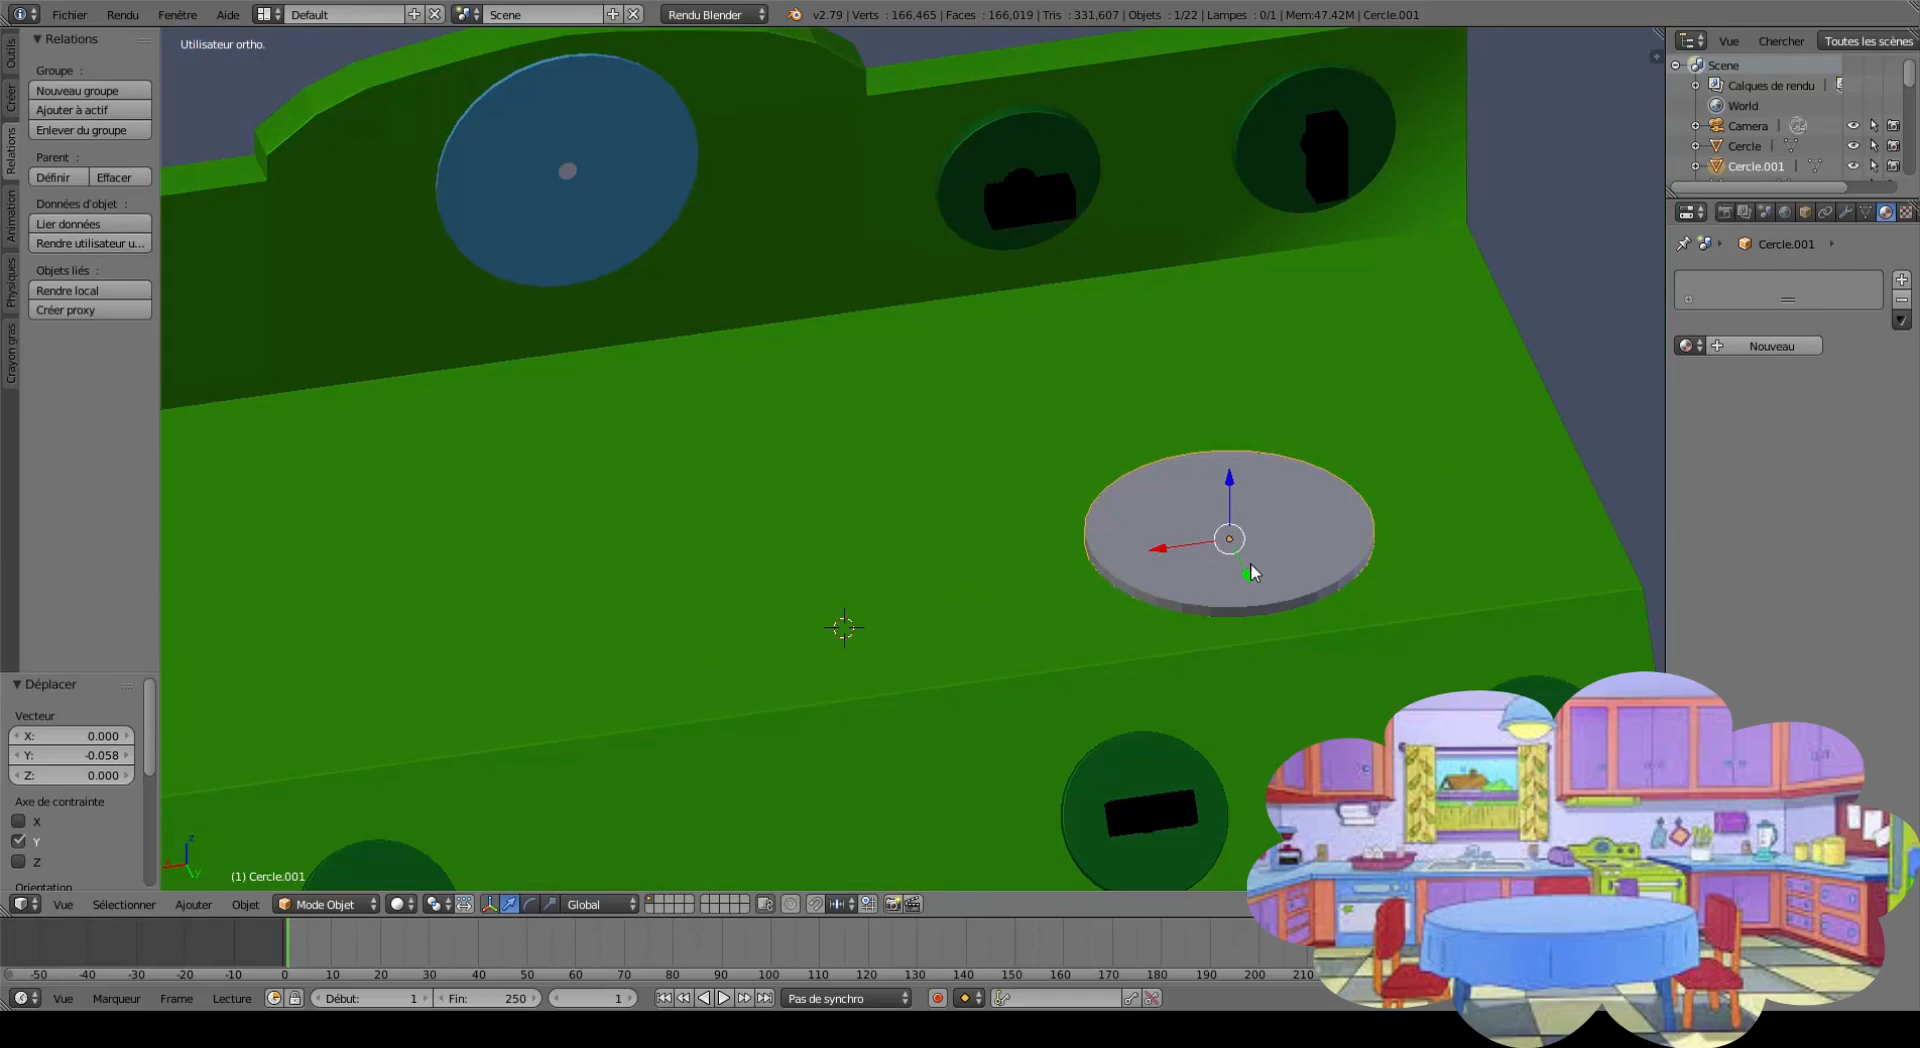 Fichier Rendu Fenêtre Aide Default Scene Rendu Blender v2.79 | Verts : 166,465 | Faces : 166,019 | Tris : 331,607 | Objets : 1/22 | Lampes : 0/1 | Mem:47.42M | Cercle.001
Utilisateur ortho.
Outils
Créer
Relations
Animation
Physiques
Crayon gras
Relations
Groupe :
Nouveau groupe
Ajouter à actif
Enlever du groupe
Parent :
Définir Effacer
Données d'objet :
Lier données
Rendre utilisateur u...
Objets liés :
Rendre local
Créer proxy
Déplacer
Vecteur
X: 0.000
Y: -0.058
Z: 0.000
Axe de contrainte
X
Y
Z
Orientation
z
x
y
(1) Cercle.001
Vue Chercher Toutes les scènes
Scene
Calques de rendu |
World
Camera |
Cercle |
Cercle.001 |
Cercle.001
Nouveau
Vue Sélectionner Ajouter Objet Mode Objet Global
-50 -40 -30 -20 -10 0 10 20 30 40 50 60 70 80 90 100 110 120 130 140 150 160 170 180 190 200 210
Vue Marqueur Frame Lecture Début: 1 Fin: 250 1 Pas de synchro